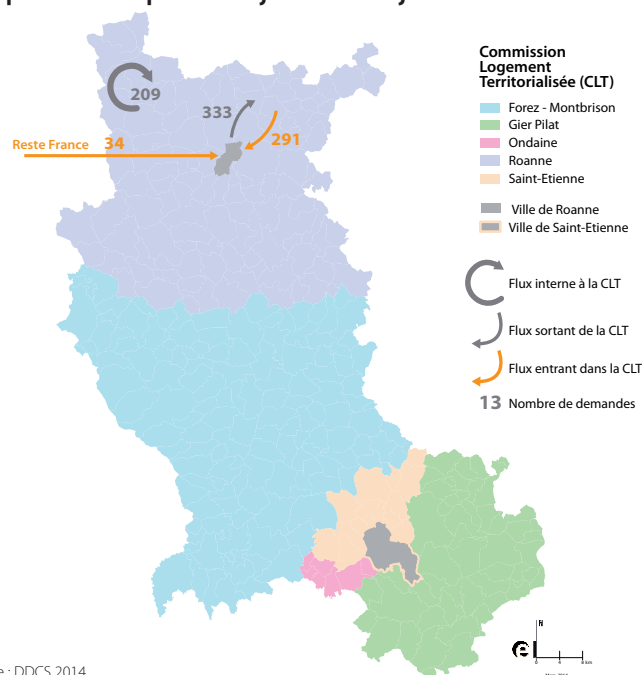 209
333
291
Reste France 34
Commission
Logement
Territorialisée (CLT)
Forez - Montbrison
Gier Pilat
Ondaine
Roanne
Saint-Etienne
Ville de Roanne
Ville de Saint-Etienne
Flux interne à la CLT
Flux sortant de la CLT
Flux entrant dans la CLT
13 Nombre de demandes
N
0 4 8 km
: DDCS 2014